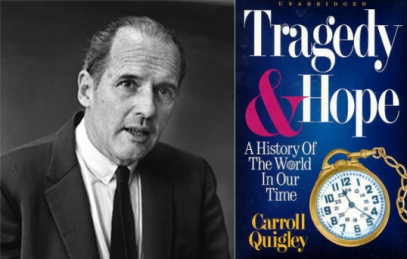 UNABRIDGED
Tragedy
& Hope
A History Of
The World
In Our
Time
Carroll
Quigley